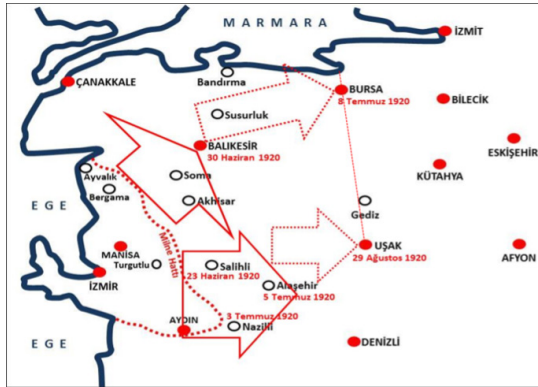 MARMARA
İZMİT
ÇANAKKALE
Bandırma
BURSA
8 Temmuz 1920
BİLECİK
Susurluk
BALIKESİR
30 Haziran 1920
ESKİŞEHİR
KÜTAHYA
Ayvalık
Soma
Bergama
Akhisar
Gediz
EGE
Milne Hattı
MANİSA
Turgutlu
UŞAK
29 Ağustos 1920
AFYON
Salihli
23 Haziran 1920
İZMİR
Alaşehir
5 Temmuz 1920
3 Temmuz 1920
AYDIN
Nazilli
EGE
DENİZLİ